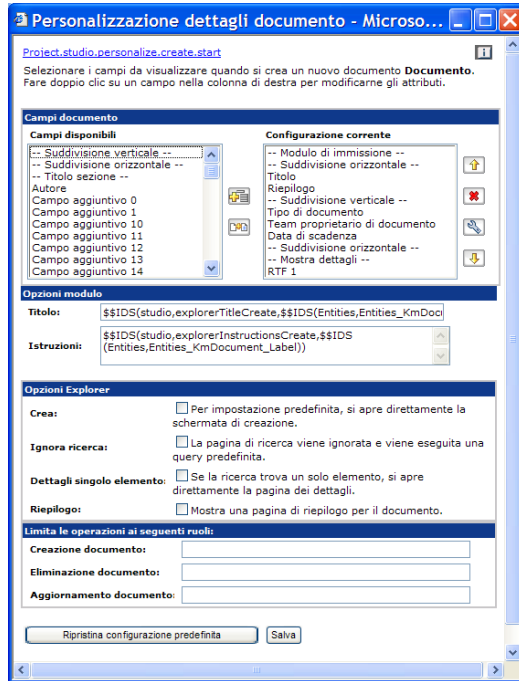 Personalizzazione dettagli documento - Microso...
Project.studio.personalize.create.start
Selezionare i campi da visualizzare quando si crea un nuovo documento Documento.
Fare doppio clic su un campo nella colonna di destra per modificarne gli attributi.
Campi documento
Campi disponibili
-- Suddivisione verticale --
-- Suddivisione orizzontale --
-- Titolo sezione --
Autore
Campo aggiuntivo 0
Campo aggiuntivo 1
Campo aggiuntivo 10
Campo aggiuntivo 11
Campo aggiuntivo 12
Campo aggiuntivo 13
Campo aggiuntivo 14
Configurazione corrente
-- Modulo di immissione --
-- Suddivisione orizzontale --
Titolo
Riepilogo
-- Suddivisione verticale --
Tipo di documento
Team proprietario di documento
Data di scadenza
-- Suddivisione orizzontale --
-- Mostra dettagli --
RTF 1
Opzioni modulo
Titolo: $$IDS(studio,explorerTitleCreate,$$IDS(Entities,Entities_KmDocu
Istruzioni: $$IDS(studio,explorerInstructionsCreate,$$IDS
(Entities,Entities_KmDocument_Label))
Opzioni Explorer
Crea: Per impostazione predefinita, si apre direttamente la
schermata di creazione.
Ignora ricerca: La pagina di ricerca viene ignorata e viene eseguita una
query predefinita.
Dettagli singolo elemento: Se la ricerca trova un solo elemento, si apre
direttamente la pagina dei dettagli.
Riepilogo: Mostra una pagina di riepilogo per il documento.
Limita le operazioni ai seguenti ruoli:
Creazione documento:
Eliminazione documento:
Aggiornamento documento:
Ripristina configurazione predefinita Salva